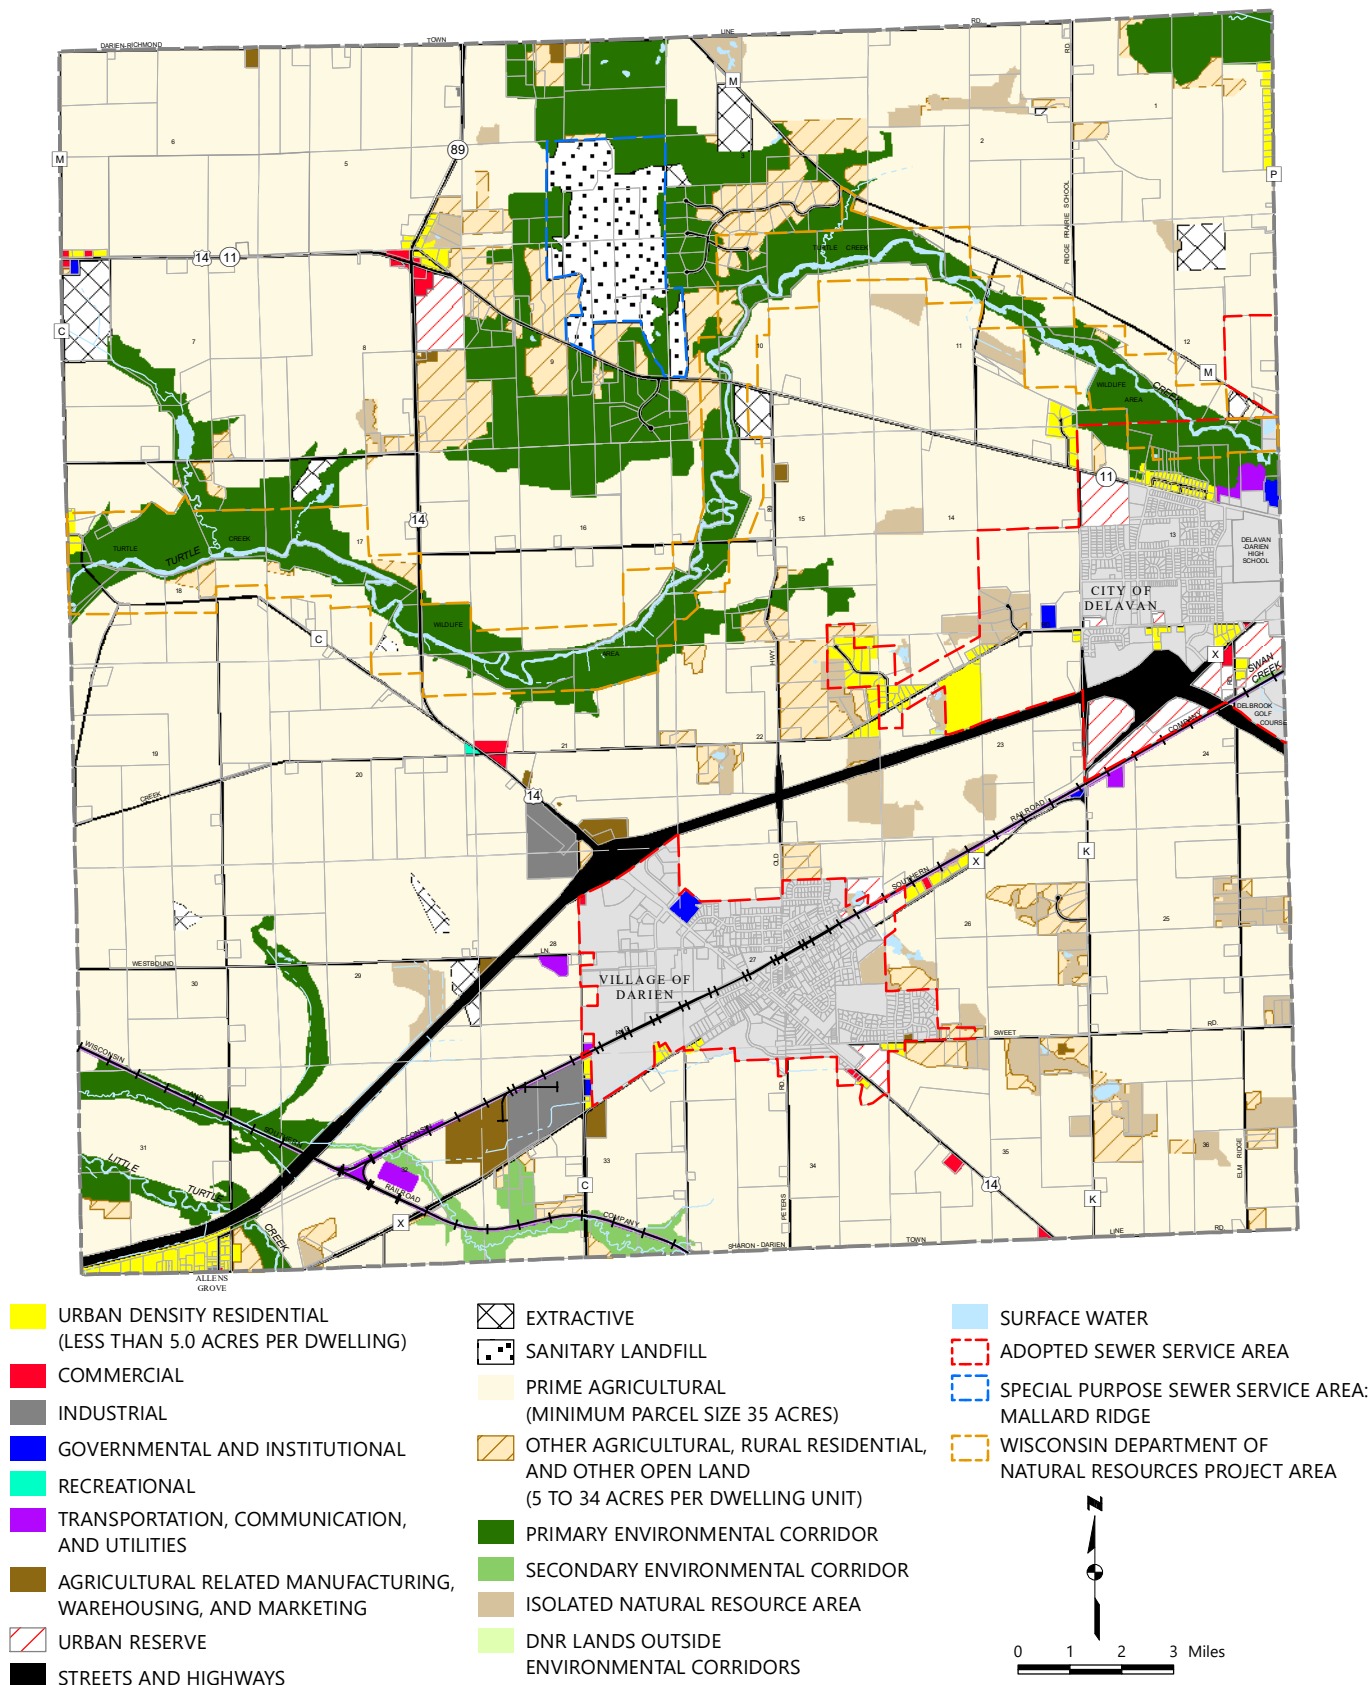 DARIEN-RICHMOND
TOWN
LINE
RD.
RD.
M
1
2
3
4
5
6
89
M
P
RIDGE PRAIRIE SCHOOL
14
11
TURTLE CREEK
C
7
8
9
10
11
12
M
WILDLIFE
AREA
CREEK
11
14
TURTLE
TURTLE
CREEK
17
18
16
15
89
14
13
DELAVAN
-DARIEN
HIGH
SCHOOL
CITY OF
DELAVAN
C
WILDLIFE
AREA
HWY
X
RD.
SWAN
CREEK
DELBROOK
GOLF
COURSE
COMPANY
19
20
21
22
23
24
CREEK
14
RAILROAD
OLD
SOUTHERN
X
K
26
25
28
LN.
27
WESTBOUND
29
30
VILLAGE OF
DARIEN
AND
SWEET
RD.
WISCONSIN
AND
SOUTHERN
WISCONSIN
RD.
31
32
33
34
35
36
LITTLE
TURTLE
CREEK
RAILROAD
X
C
COMPANY
PETERS
14
K
ELM RIDGE
SHARON - DARIEN
TOWN
LINE
RD.
ALLENS
GROVE
URBAN DENSITY RESIDENTIAL
(LESS THAN 5.0 ACRES PER DWELLING)
COMMERCIAL
INDUSTRIAL
GOVERNMENTAL AND INSTITUTIONAL
RECREATIONAL
TRANSPORTATION, COMMUNICATION,
AND UTILITIES
AGRICULTURAL RELATED MANUFACTURING,
WAREHOUSING, AND MARKETING
URBAN RESERVE
STREETS AND HIGHWAYS
EXTRACTIVE
SANITARY LANDFILL
PRIME AGRICULTURAL
(MINIMUM PARCEL SIZE 35 ACRES)
OTHER AGRICULTURAL, RURAL RESIDENTIAL,
AND OTHER OPEN LAND
(5 TO 34 ACRES PER DWELLING UNIT)
PRIMARY ENVIRONMENTAL CORRIDOR
SECONDARY ENVIRONMENTAL CORRIDOR
ISOLATED NATURAL RESOURCE AREA
DNR LANDS OUTSIDE
ENVIRONMENTAL CORRIDORS
SURFACE WATER
ADOPTED SEWER SERVICE AREA
SPECIAL PURPOSE SEWER SERVICE AREA:
MALLARD RIDGE
WISCONSIN DEPARTMENT OF
NATURAL RESOURCES PROJECT AREA
N
0 1 2 3 Miles